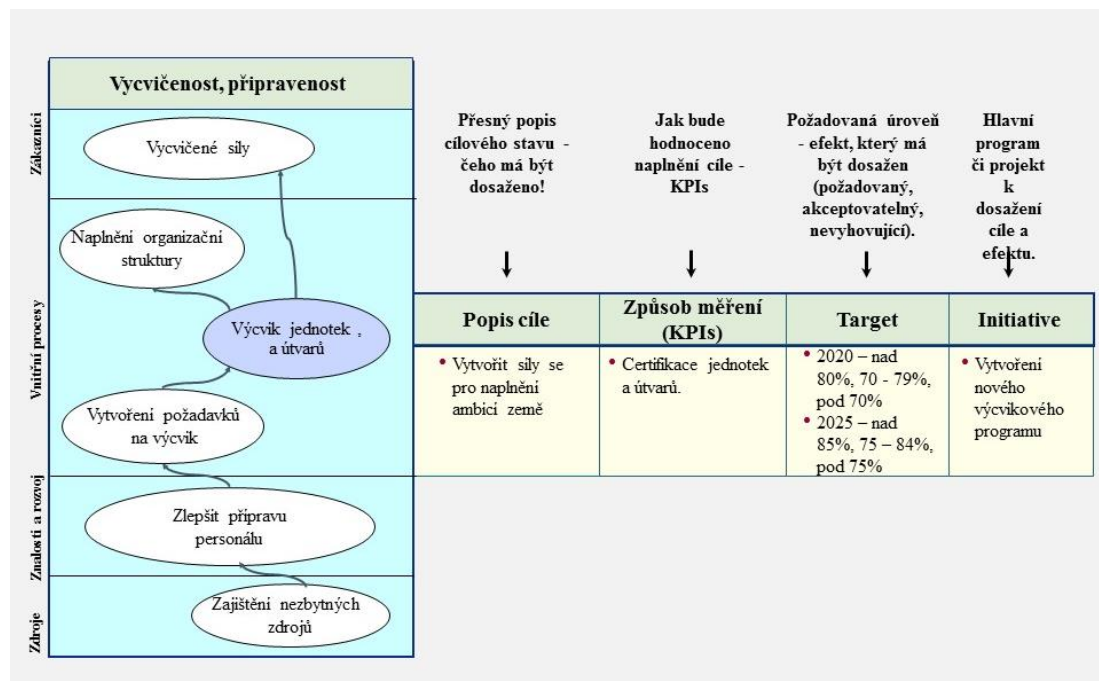 Vycvičenost, připravenost
Zákazníci
Vycvičené síly
Vnitřní procesy
Naplnění organizační
struktury
Výcvik jednotek ,
a útvarů
Vytvoření požadavků
na výcvik
Znalosti a rozvoj
Zlepšit přípravu
personálu
Zdroje
Zajištění nezbytných
zdrojů
Přesný popis
cílového stavu -
čeho má být
dosaženo!
Jak bude
hodnoceno
naplnění cíle -
KPIs
Požadovaná úroveň
- efekt, který má
být dosažen
(požadovaný,
akceptovatelný,
nevyhovující).
Hlavní
program
či projekt
k
dosažení
cíle a
efektu.
Popis cíle
Způsob měření
(KPIs)
Target
Initiative
• Vytvořit síly se
pro naplnění
ambicí země
• Certifikace jednotek
a útvarů.
• 2020 – nad
80%, 70 - 79%,
pod 70%
• 2025 – nad
85%, 75 – 84%,
pod 75%
• Vytvoření
nového
výcvikového
programu